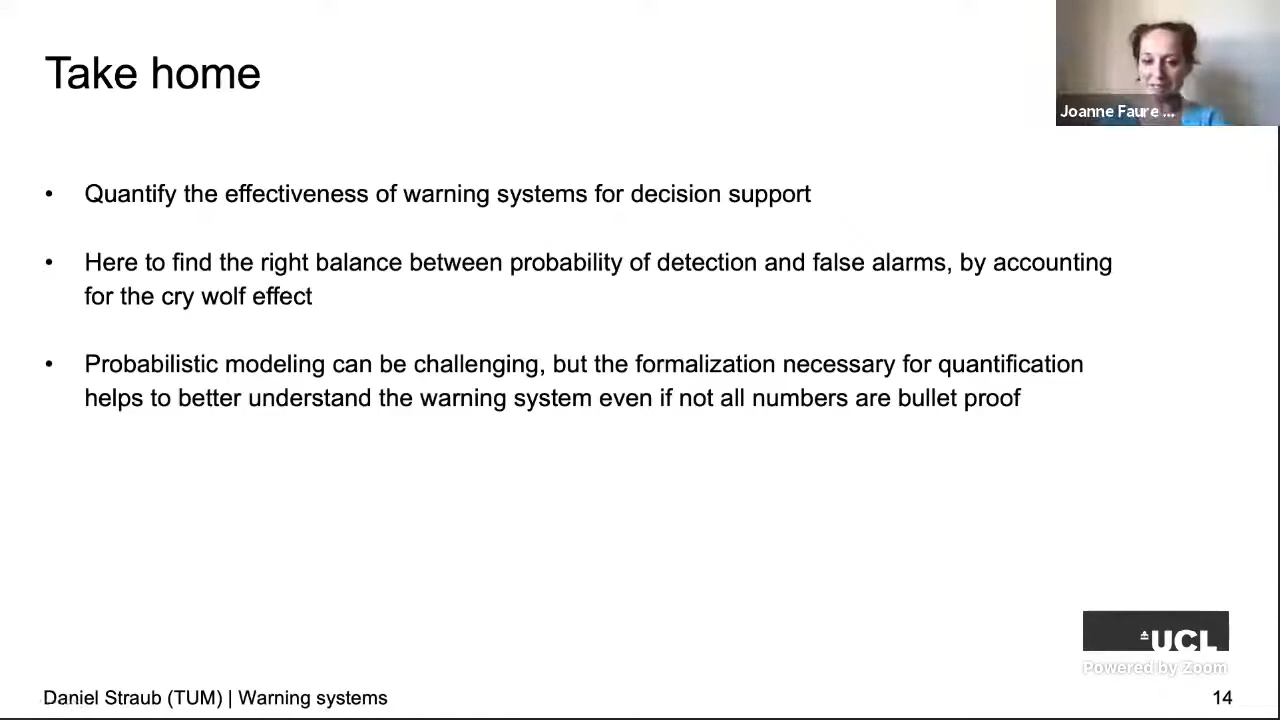 Take home
Joanne Faure ...
• Quantify the effectiveness of warning systems for decision support
• Here to find the right balance between probability of detection and false alarms, by accounting
for the cry wolf effect
• Probabilistic modeling can be challenging, but the formalization necessary for quantification
helps to better understand the warning system even if not all numbers are bullet proof
UCL
Powered by Zoom
Daniel Straub (TUM) | Warning systems
14